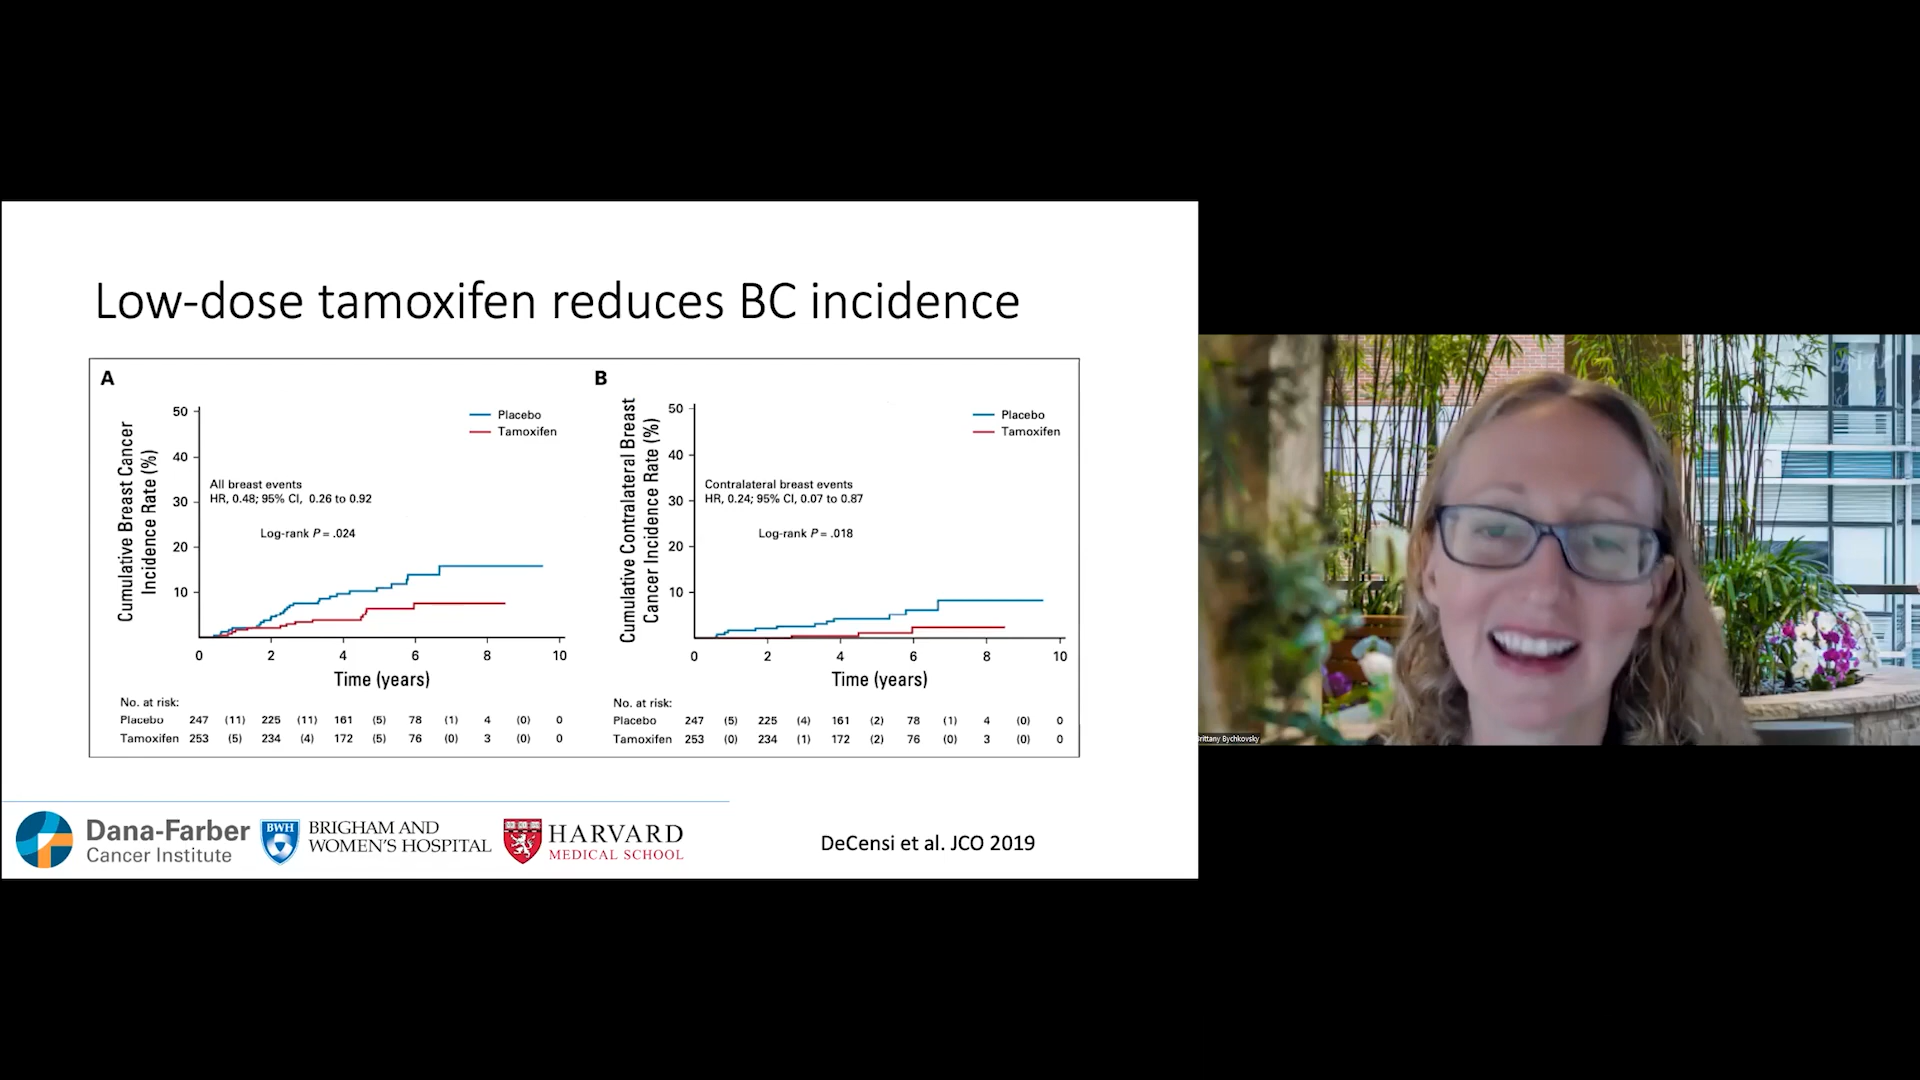 Low-dose tamoxifen reduces BC incidence
A
Cumulative Breast Cancer
Incidence Rate (%)
50
40
30
20
10
Placebo
Tamoxifen
All breast events
HR, 0.48; 95% CI, 0.26 to 0.92
Log-rank P = .024
0 2 4 6 8 10
Time (years)
No. at risk:
Placebo 247 (11) 225 (11) 161 (5) 78 (1) 4 (0) 0
Tamoxifen 253 (5) 234 (4) 172 (5) 76 (0) 3 (0) 0
B
Cumulative Contralateral Breast
Cancer Incidence Rate (%)
50
40
30
20
10
Placebo
Tamoxifen
Contralateral breast events
HR, 0.24; 95% CI, 0.07 to 0.87
Log-rank P = .018
0 2 4 6 8 10
Time (years)
No. at risk:
Placebo 247 (5) 225 (4) 161 (2) 78 (1) 4 (0) 0
Tamoxifen 253 (0) 234 (1) 172 (2) 76 (0) 3 (0) 0
Dana-Farber
Cancer Institute
BWH
BRIGHAM AND
WOMEN'S HOSPITAL
HARVARD
MEDICAL SCHOOL
DeCensi et al. JCO 2019
Brittany Bychkovsky